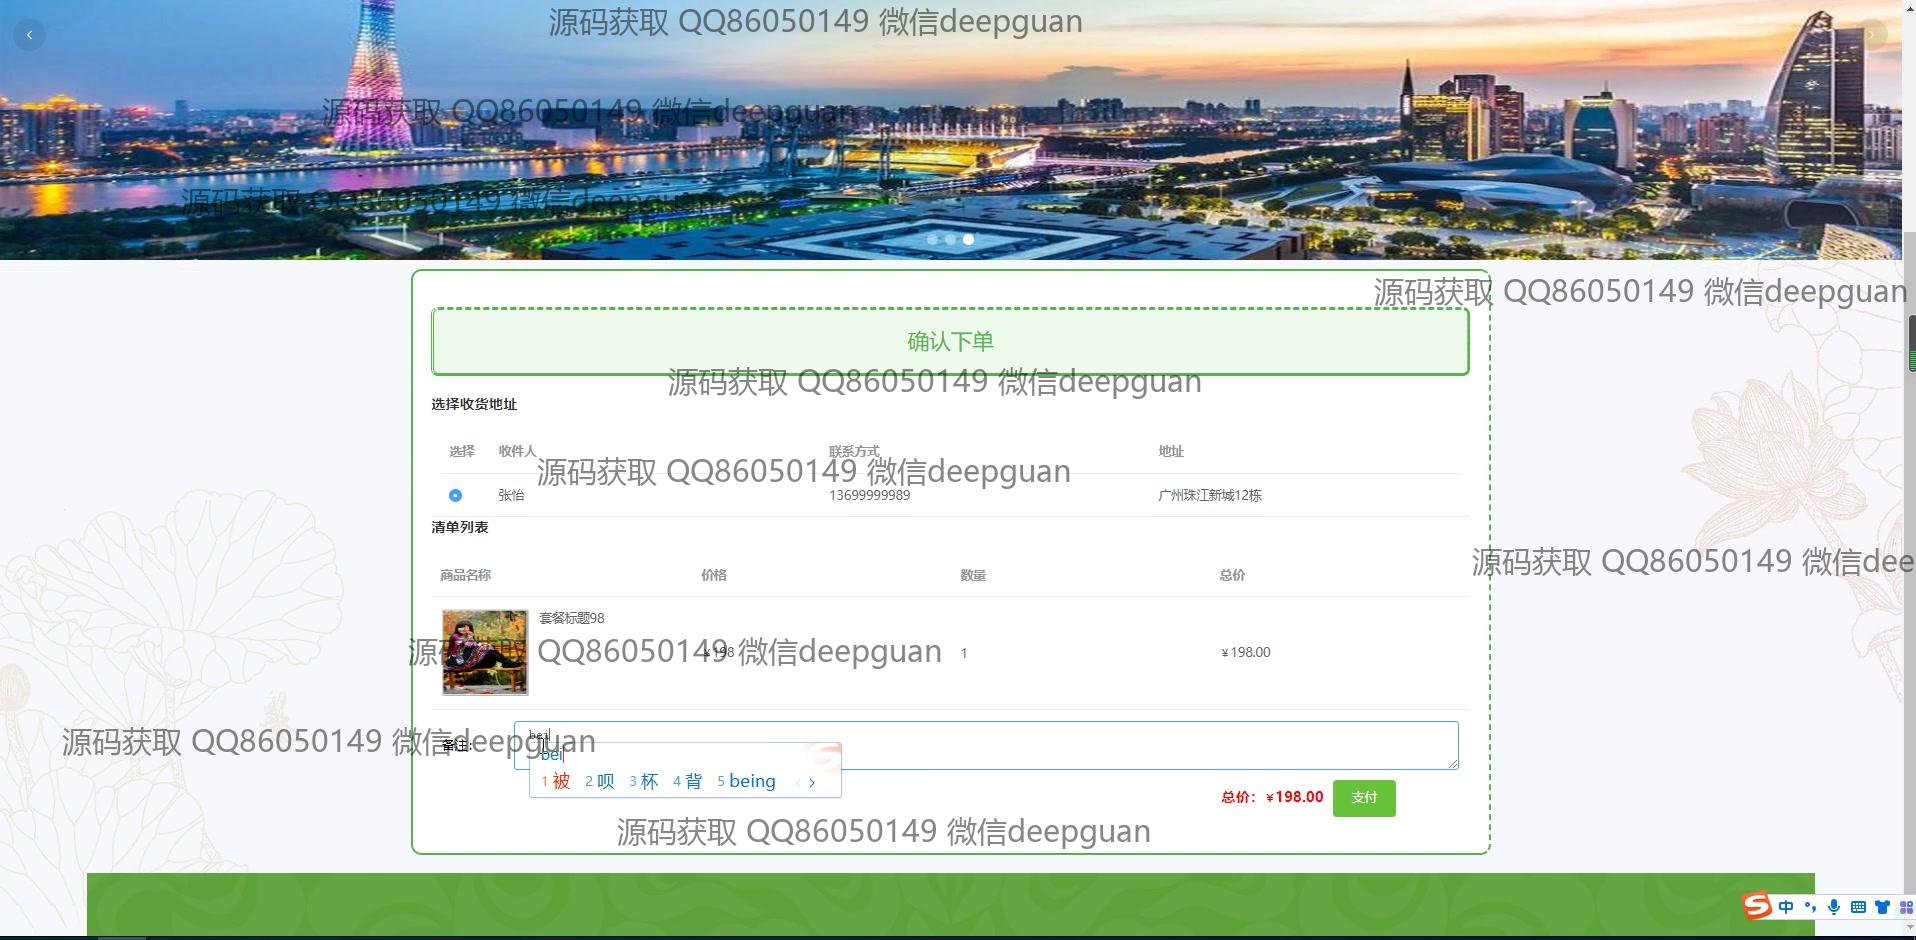 源码获取 QQ86050149 微信deepguan
源码获取 QQ86050149 微信deepguan
源码获取 QQ86050149 微信deepguan
源码获取 QQ86050149 微信deepguan
确认下单
源码获取 QQ86050149 微信deepguan
选择收货地址
选择 收件人 联系方式 地址
源码获取 QQ86050149 微信deepguan
张怡 13699999989 广州珠江新城12栋
清单列表
源码获取 QQ86050149 微信dee
商品名称 价格 数量 总价
套餐标题98
源码获取 QQ86050149 微信deepguan
¥198 1 ¥198.00
源码获取 QQ86050149 微信deepguan
备注: bei
bei
1 被 2 呗 3 杯 4 背 5 being
总价：¥198.00 支付
源码获取 QQ86050149 微信deepguan
中